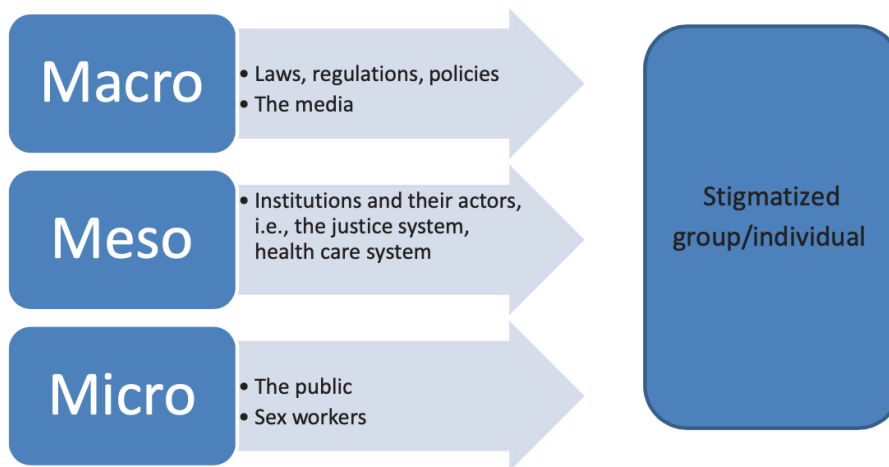 Macro
• Laws, regulations, policies
• The media
Meso
• Institutions and their actors,
i.e., the justice system,
health care system
Micro
• The public
• Sex workers
Stigmatized
group/individual